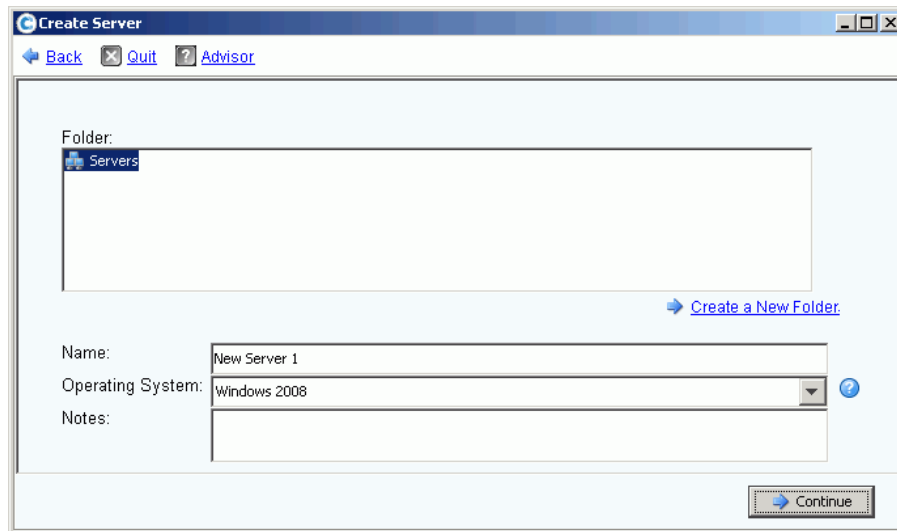 Create Server
Back Quit Advisor
Folder:
Servers
Create a New Folder.
Name: New Server 1
Operating System: Windows 2008
Notes:
Continue